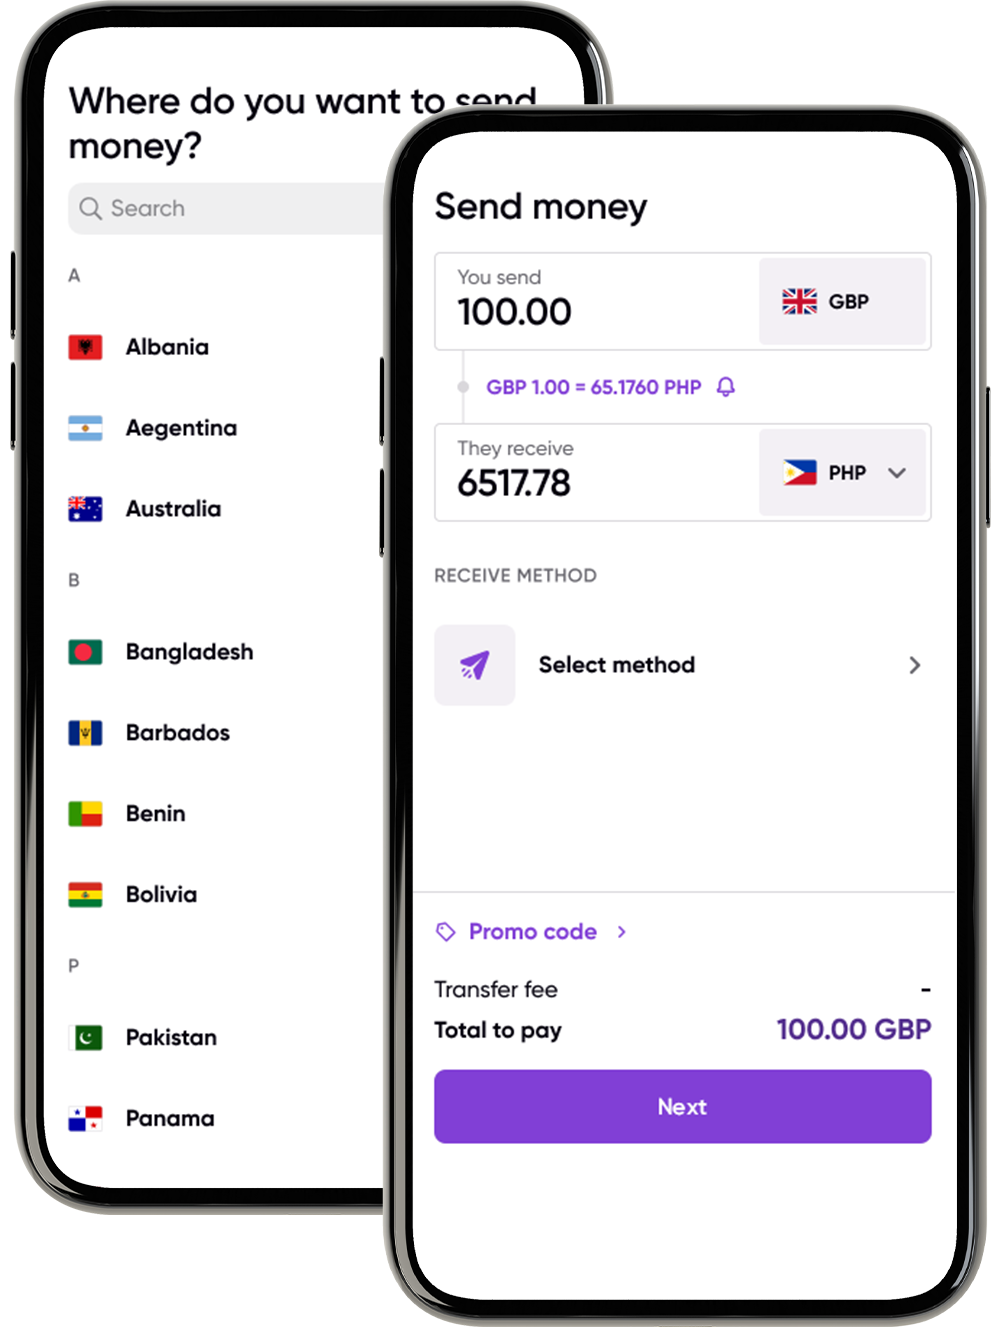 Where do you want to send
money?
Search
A
Albania
Aegentina
Australia
B
Bangladesh
Barbados
Benin
Bolivia
P
Pakistan
Panama
Send money
You send
100.00
GBP
GBP 1.00 = 65.1760 PHP
They receive
6517.78
PHP
RECEIVE METHOD
Select method
Promo code
Transfer fee -
Total to pay 100.00 GBP
Next